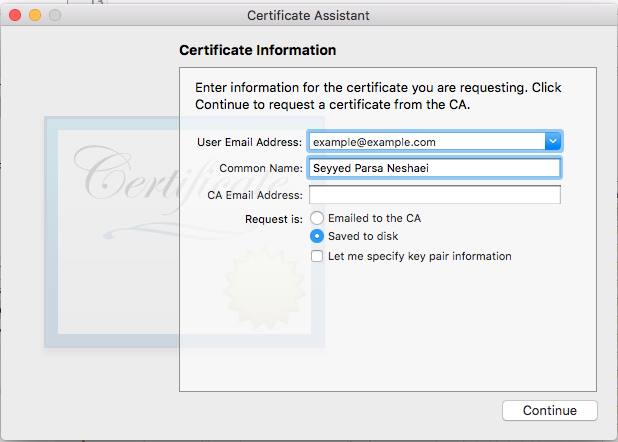 Certificate Assistant
Certificate Information
Enter information for the certificate you are requesting. Click
Continue to request a certificate from the CA.
User Email Address: example@example.com
Common Name: Seyyed Parsa Neshaei
CA Email Address:
Request is: Emailed to the CA
Saved to disk
Let me specify key pair information
Certificate
Continue